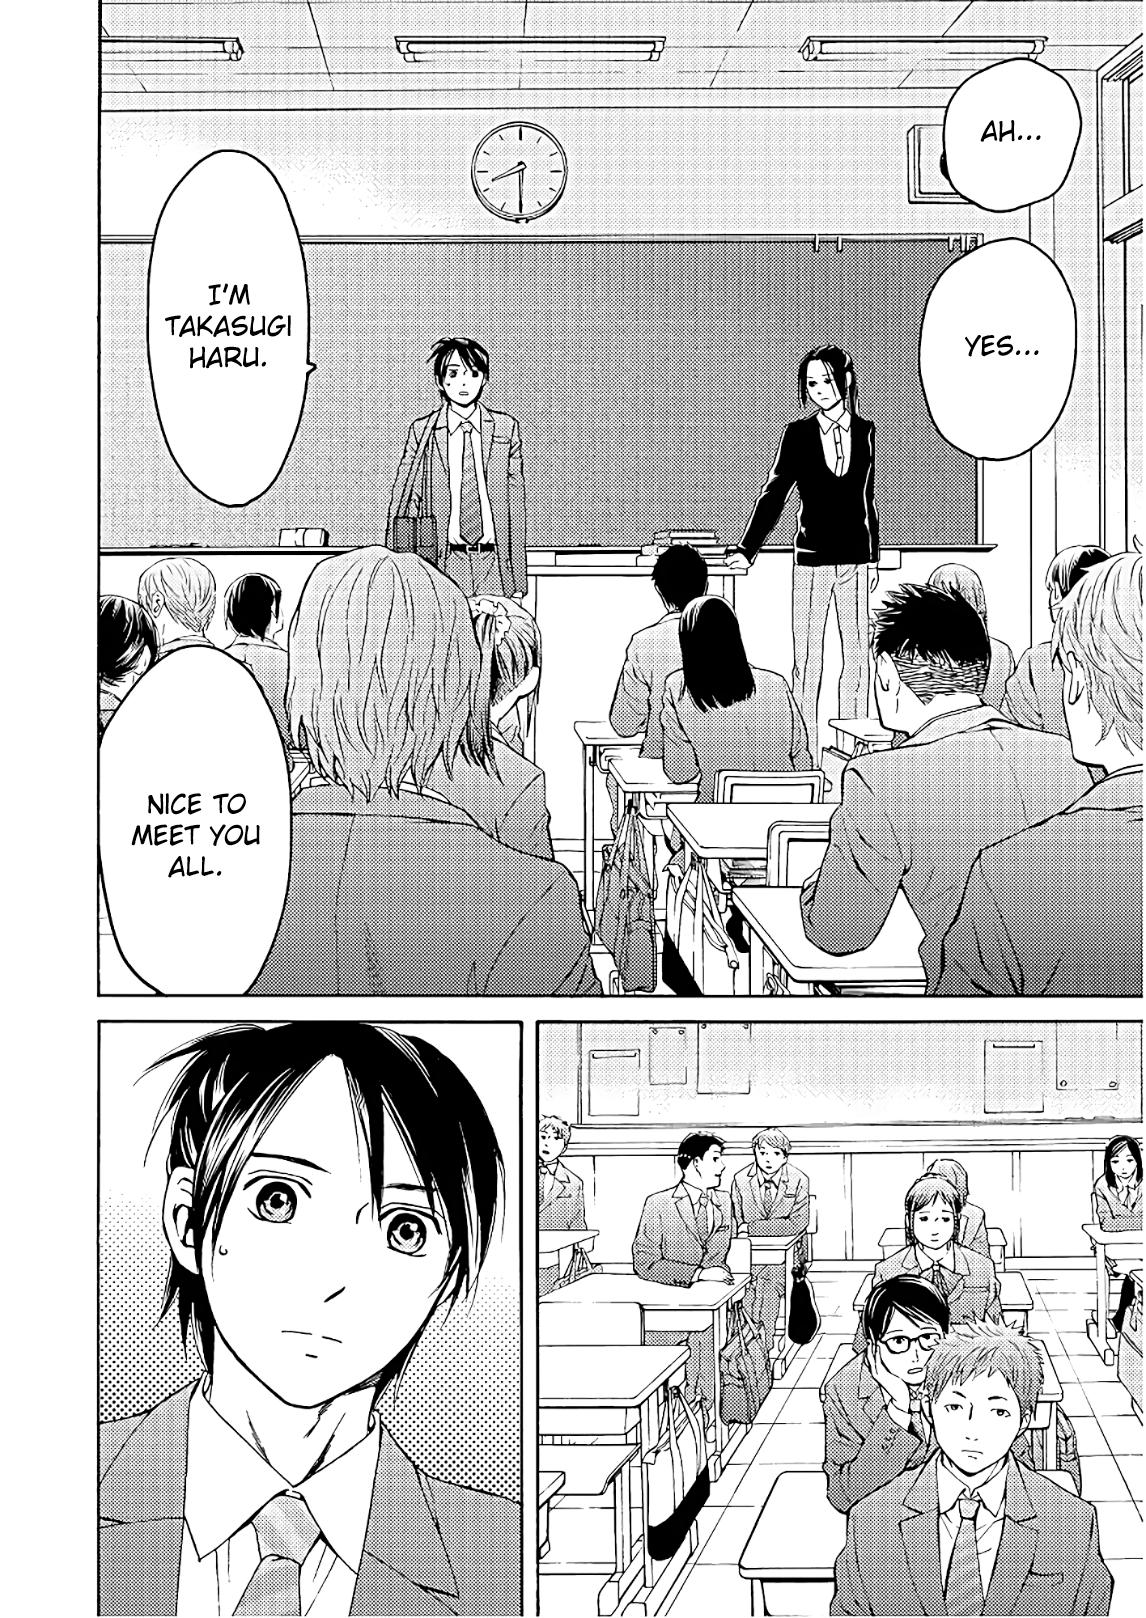 AH...
YES...
I'M
TAKASUGI
HARU.
NICE TO
MEET YOU
ALL.